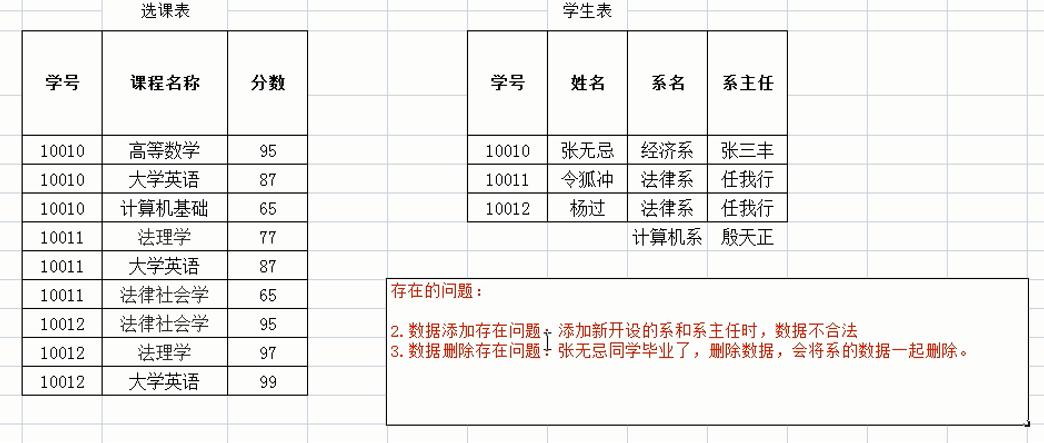 选课表
学号 课程名称 分数
10010 高等数学 95
10010 大学英语 87
10010 计算机基础 65
10011 法理学 77
10011 大学英语 87
10011 法律社会学 65
10012 法律社会学 95
10012 法理学 97
10012 大学英语 99
学生表
学号 姓名 系名 系主任
10010 张无忌 经济系 张三丰
10011 令狐冲 法律系 任我行
10012 杨过 法律系 任我行
计算机系 殷天正
存在的问题：
2.数据添加存在问题：添加新开设的系和系主任时，数据不合法
3.数据删除存在问题：张无忌同学毕业了，删除数据，会将系的数据一起删除。